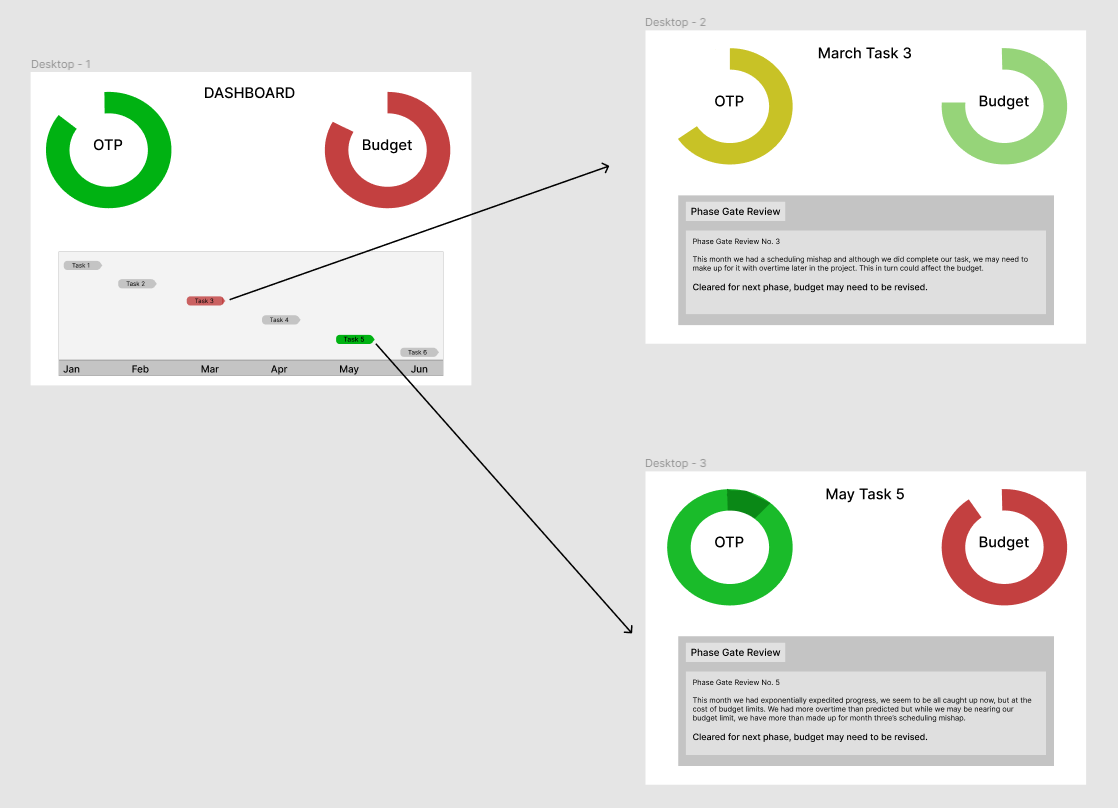 Desktop - 1
DASHBOARD
OTP
Budget
Task 1
Task 2
Task 3
Task 4
Task 5
Task 6
Jan
Feb
Mar
Apr
May
Jun
Desktop - 2
March Task 3
OTP
Budget
Phase Gate Review
Phase Gate Review No. 3
This month we had a scheduling mishap and although we did complete our task, we may need to
make up for it with overtime later in the project. This in turn could affect the budget.
Cleared for next phase, budget may need to be revised.
Desktop - 3
May Task 5
OTP
Budget
Phase Gate Review
Phase Gate Review No. 5
This month we had exponentially expedited progress, we seem to be all caught up now, but at the
cost of budget limits. We had more overtime than predicted but while we may be nearing our
budget limit, we have more than made up for month three's scheduling mishap.
Cleared for next phase, budget may need to be revised.